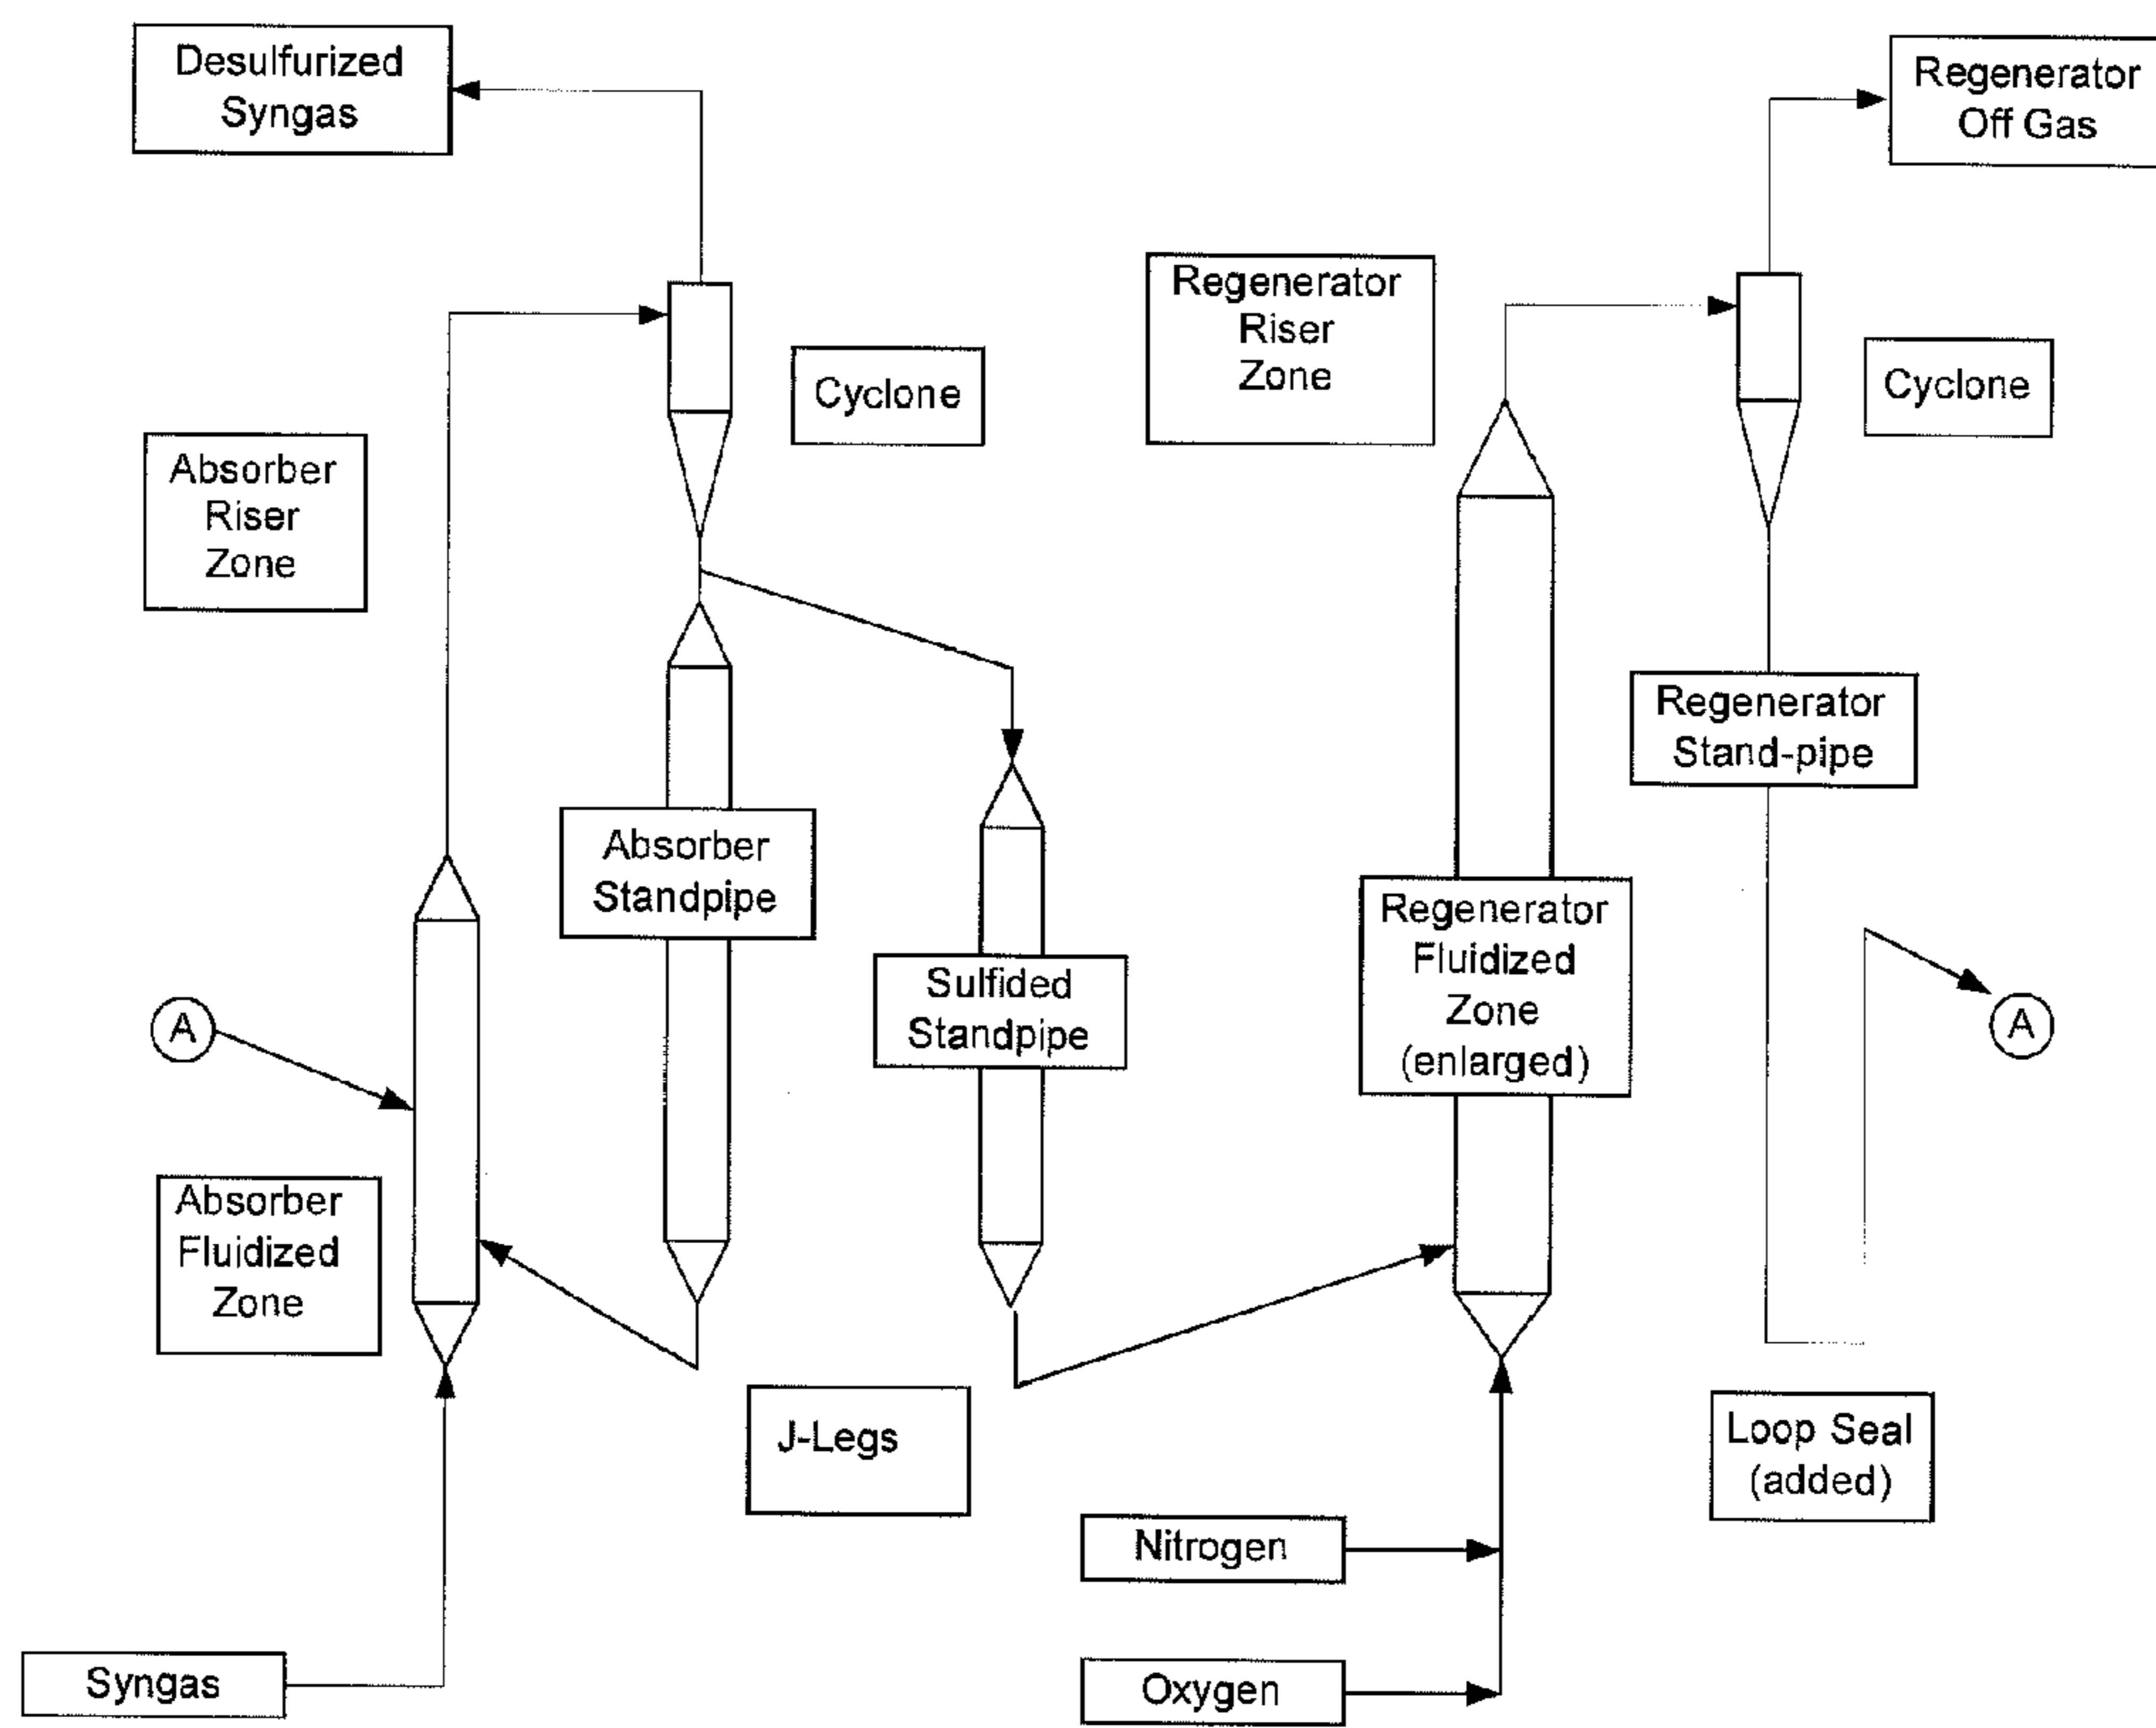 Desulfurized
Syngas
Regenerator
Off Gas
Regenerator
Riser
Zone
Cyclone
Cyclone
Absorber
Riser
Zone
Regenerator
Stand-pipe
Absorber
Standpipe
Regenerator
Fluidized
Zone
(enlarged)
Sulfided
Standpipe
A
A
Absorber
Fluidized
Zone
J-Legs
Loop Seal
(added)
Nitrogen
Syngas
Oxygen